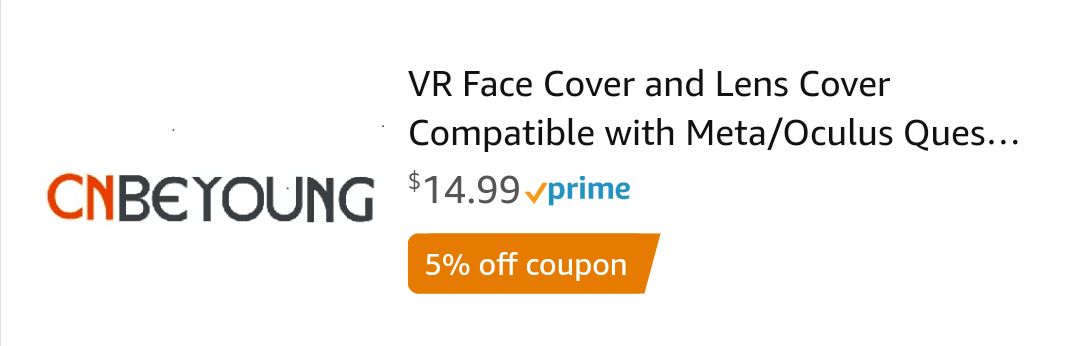 CNBEYOUNG
VR Face Cover and Lens Cover
Compatible with Meta/Oculus Ques...
$14.99 prime
5% off coupon